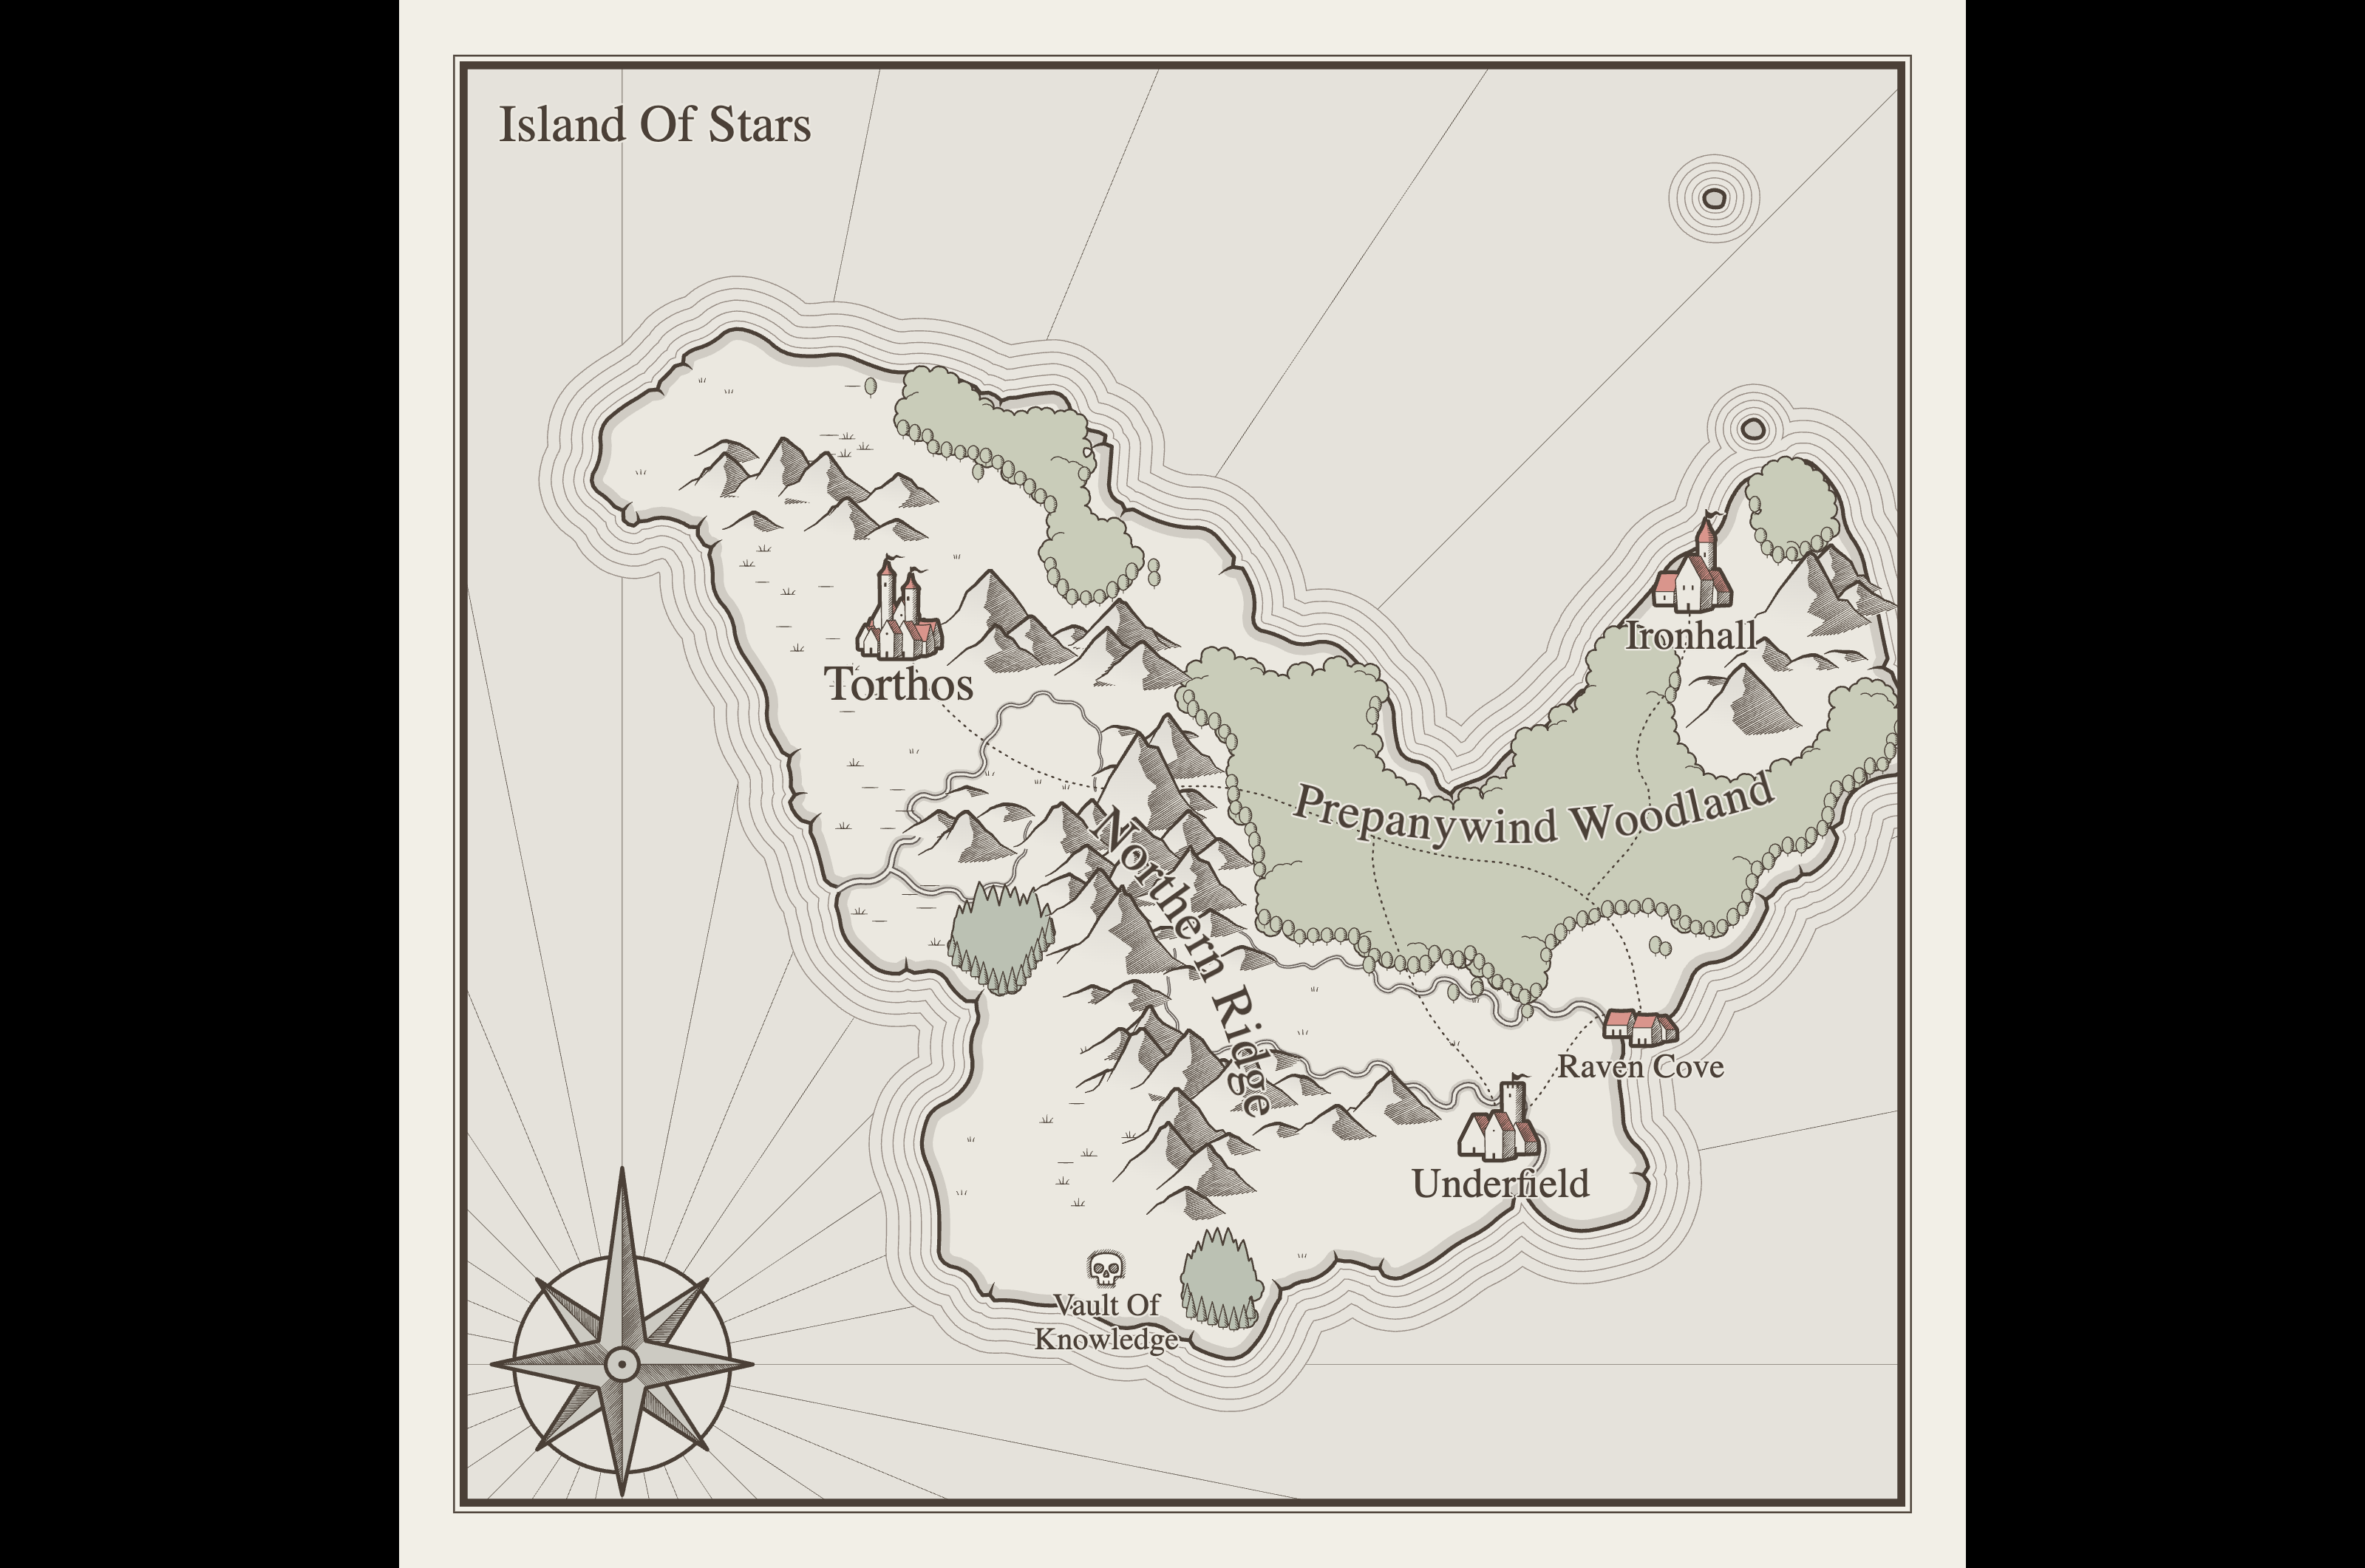 Island Of Stars
Ironhall
Torthos
Prepanywind Woodland
Northern Ridge
Raven Cove
Underfield
Vault Of
Knowledge